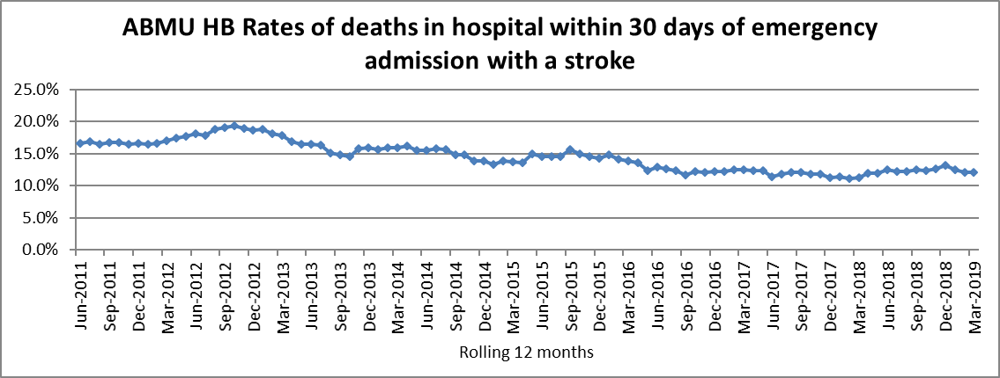 ABMU HB Rates of deaths in hospital within 30 days of emergency
admission with a stroke
25.0%
20.0%
15.0%
10.0%
5.0%
0.0%
Jun-2011
Sep-2011
Dec-2011
Mar-2012
Jun-2012
Sep-2012
Dec-2012
Mar-2013
Jun-2013
Sep-2013
Dec-2013
Mar-2014
Jun-2014
Sep-2014
Dec-2014
Mar-2015
Jun-2015
Sep-2015
Dec-2015
Mar-2016
Jun-2016
Sep-2016
Dec-2016
Mar-2017
Jun-2017
Sep-2017
Dec-2017
Mar-2018
Jun-2018
Sep-2018
Dec-2018
Mar-2019
Rolling 12 months